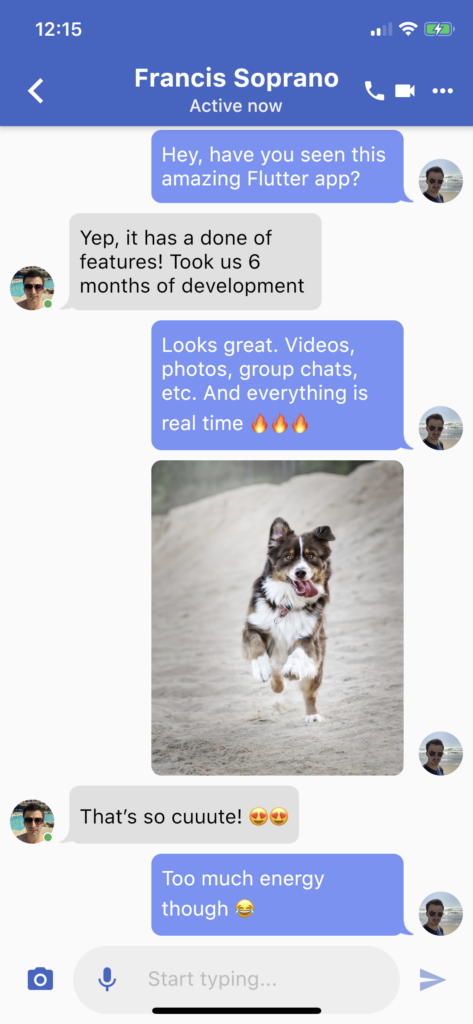 12:15
Francis Soprano
Active now
Hey, have you seen this
amazing Flutter app?
Yep, it has a done of
features! Took us 6
months of development
Looks great. Videos,
photos, group chats,
etc. And everything is
real time 🔥🔥🔥
That’s so cuuute! 😍😍
Too much energy
though 😂
Start typing...